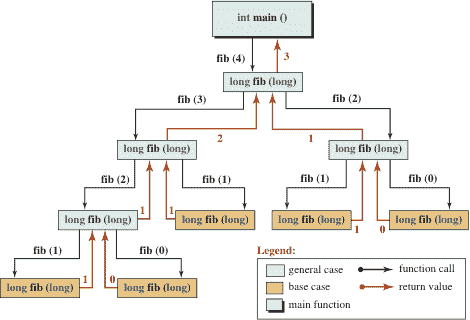 int main ()
fib (4)
3
long fib (long)
fib (3)
fib (2)
2
1
long fib (long)
long fib (long)
fib (2)
fib (1)
fib (1)
fib (0)
1
1
long fib (long)
long fib (long)
long fib (long)
long fib (long)
1
0
fib (1)
fib (0)
1
0
long fib (long)
long fib (long)
Legend:
general case
function call
base case
return value
main function